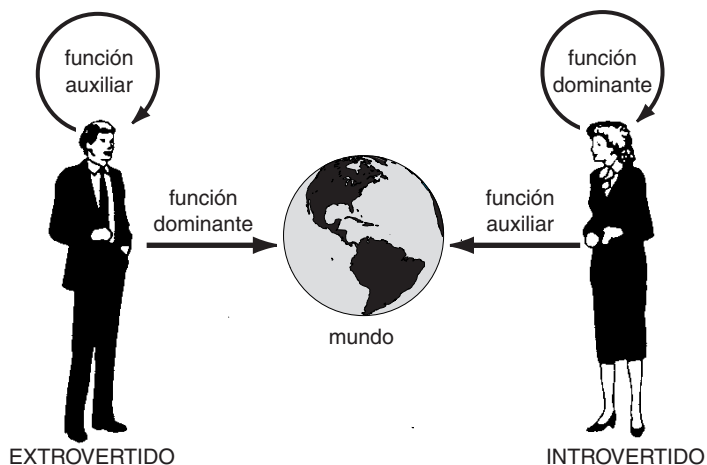 función
auxiliar
función
dominante
función
dominante
función
auxiliar
mundo
EXTROVERTIDO
INTROVERTIDO